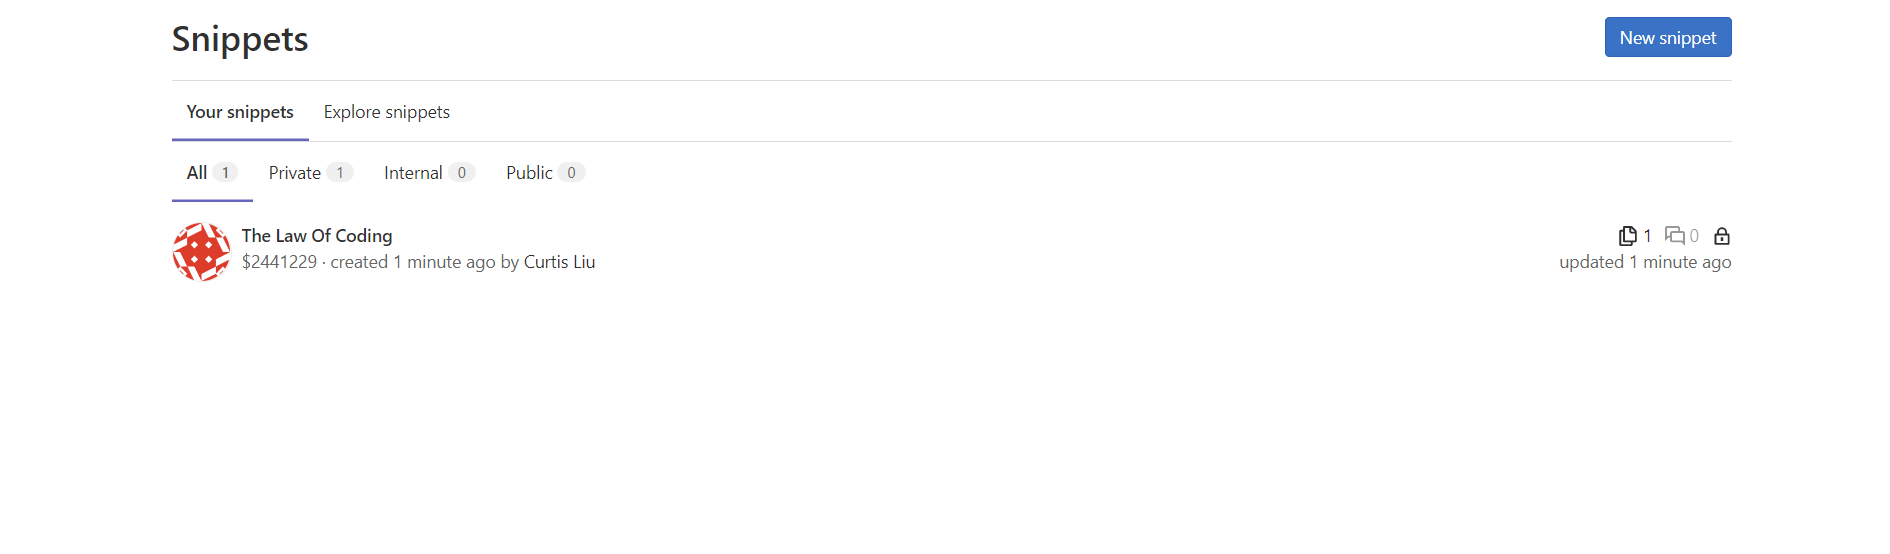 Snippets
New snippet
Your snippets Explore snippets
All 1 Private 1 Internal 0 Public 0
The Law Of Coding 1 0
$2441229 · created 1 minute ago by Curtis Liu updated 1 minute ago